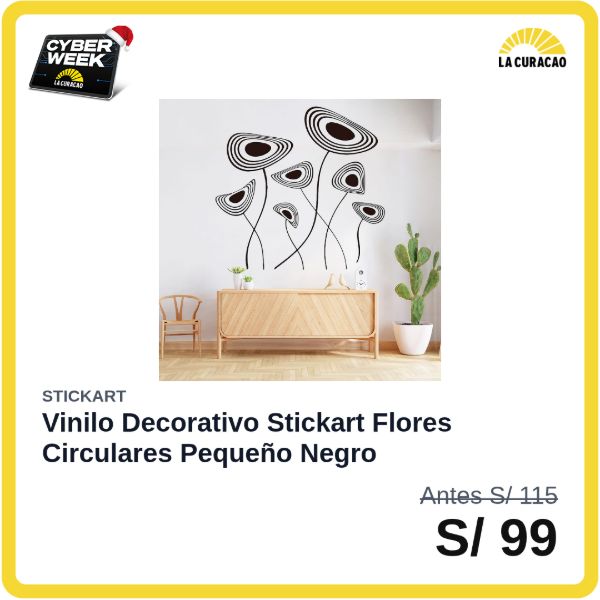 CYBER
WEEK
LA CURACAO
LA CURACAO
STICKART
Vinilo Decorativo Stickart Flores
Circulares Pequeño Negro
Antes S/ 115
S/ 99